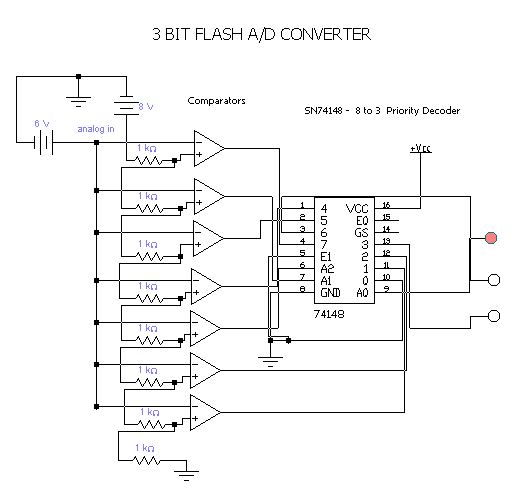 3 BIT FLASH A/D CONVERTER
8 V
Comparators
SN74148 - 8 to 3 Priority Decoder
6 V
analog in
1 kΩ
+Vcc
1 kΩ
1 4 VCC 16
2 5 E0 15
3 6 GS 14
4 7 3 13
5 E1 2 12
6 A2 1 11
7 A1 0 10
8 GND A0 9
74148
1 kΩ
1 kΩ
1 kΩ
1 kΩ
1 kΩ
1 kΩ